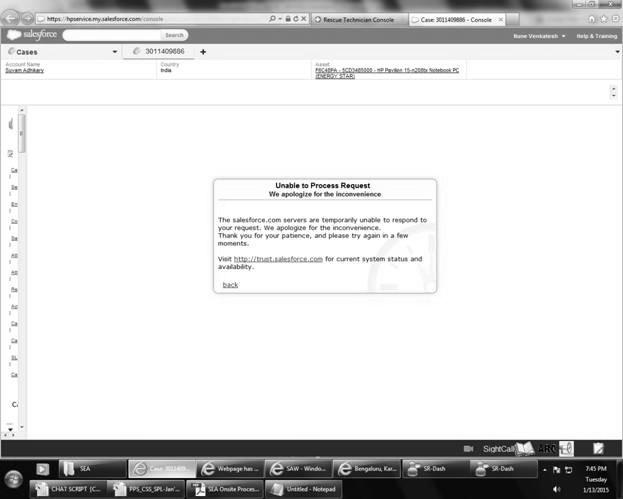 https://hpservice.my.salesforce.com/console
Rescue Technician Console
Case: 3011409886 - Console
salesforce
Search
Rune Venkatesh
Help & Training
Cases
3011409886
Account Name
Suvam Adhikary
Country
India
Asset
- HP Pavilion 15-n208tx Notebook PC
(ENERGY STAR)
Unable to Process Request
We apologize for the inconvenience
The salesforce.com servers are temporarily unable to respond to
your request. We apologize for the inconvenience.
Thank you for your patience, and please try again in a few
moments.
Visit http://trust.salesforce.com for current system status and
availability.
back
SightCall
ARC
SEA
Case: 3011409...
Webpage has ...
SAW - Windo...
Bengaluru, Kar...
SR-Dash
SR-Dash
CHAT SCRIPT [C...
PPS_CSS_SPL-Jan'...
SEA Onsite Proces...
Untitled - Notepad
7:45 PM
Tuesday
1/13/2015